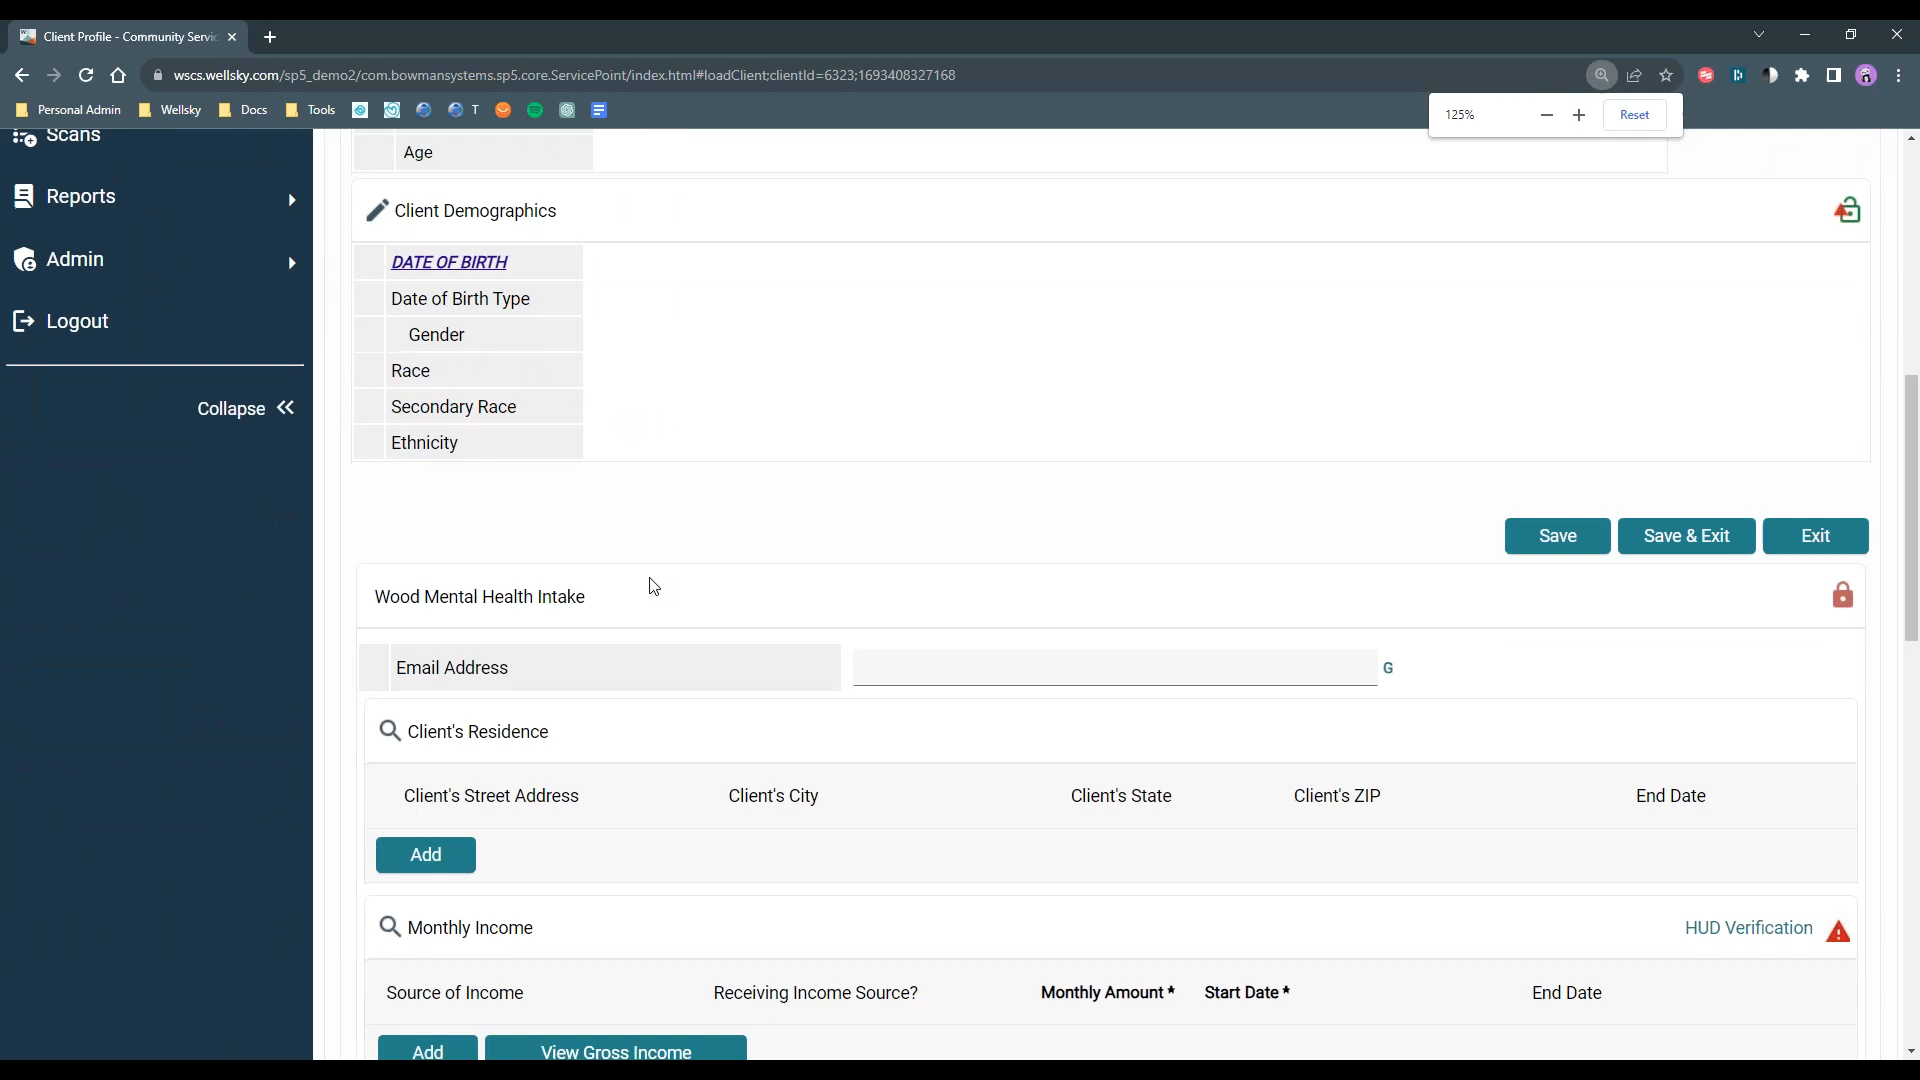 Client Profile - Community Servic
wscs.wellsky.com/sp5_demo2/com.bowmansystems.sp5.core.ServicePoint/index.html#loadClient;clientId=6323;1693408327168
Personal Admin
Wellsky
Docs
Tools
T
125%
Reset
Scans
Reports
Admin
Logout
Collapse
Age
Client Demographics
DATE OF BIRTH
Date of Birth Type
Gender
Race
Secondary Race
Ethnicity
Save
Save & Exit
Exit
Wood Mental Health Intake
Email Address
G
Client's Residence
Client's Street Address
Client's City
Client's State
Client's ZIP
End Date
Add
Monthly Income
HUD Verification
Source of Income
Receiving Income Source?
Monthly Amount *
Start Date *
End Date
Add
View Gross Income